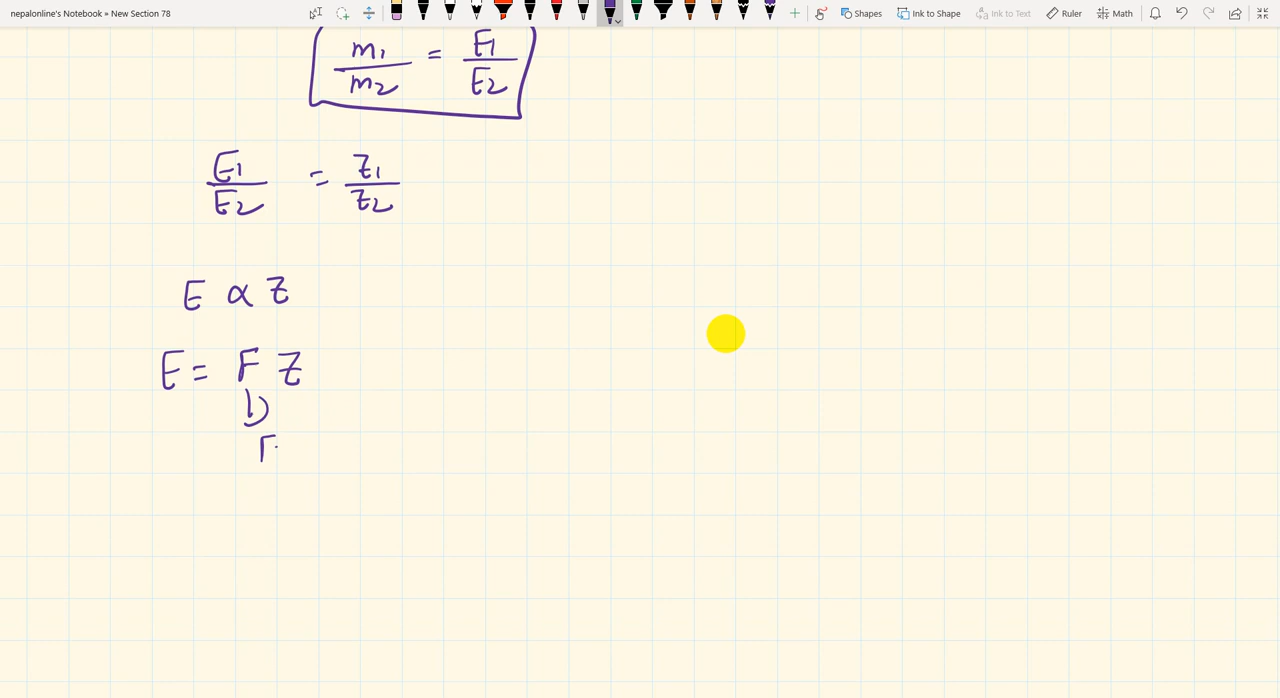 nepalonline's Notebook » New Section 78
Shapes Ink to Shape Ink to Text Ruler Math
m₁/m₂ = E₁/E₂
E₁/E₂ = Z₁/Z₂
E ∝ Z
E = F Z
F